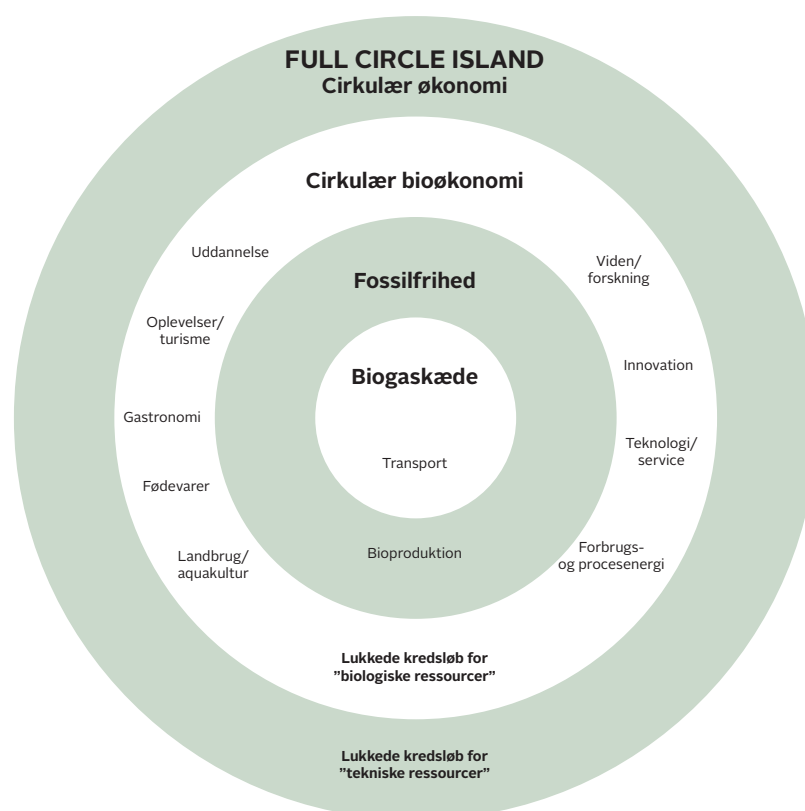 FULL CIRCLE ISLAND
Cirkulær økonomi
Cirkulær bioøkonomi
Uddannelse
Viden/
forskning
Fossilfrihed
Oplevelser/
turisme
Innovation
Biogaskæde
Gastronomi
Teknologi/
service
Transport
Fødevarer
Landbrug/
aquakultur
Bioproduktion
Forbrugs-
og procesenergi
Lukkede kredsløb for
”biologiske ressourcer”
Lukkede kredsløb for
”tekniske ressourcer”